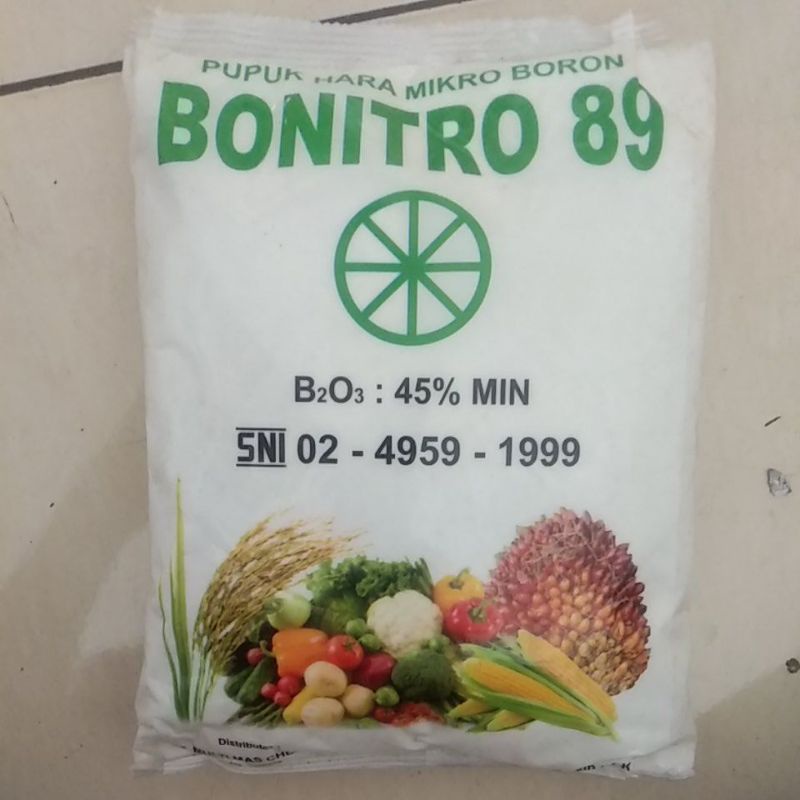 PUPUK HARA MIKRO BORON
BONITRO 89
B₂O₃ : 45% MIN
SNI 02 - 4959 - 1999